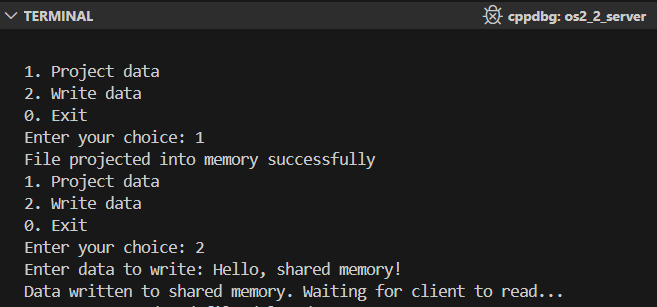 TERMINAL
cppdbg: os2_2_server
1. Project data
2. Write data
0. Exit
Enter your choice: 1
File projected into memory successfully
1. Project data
2. Write data
0. Exit
Enter your choice: 2
Enter data to write: Hello, shared memory!
Data written to shared memory. Waiting for client to read...